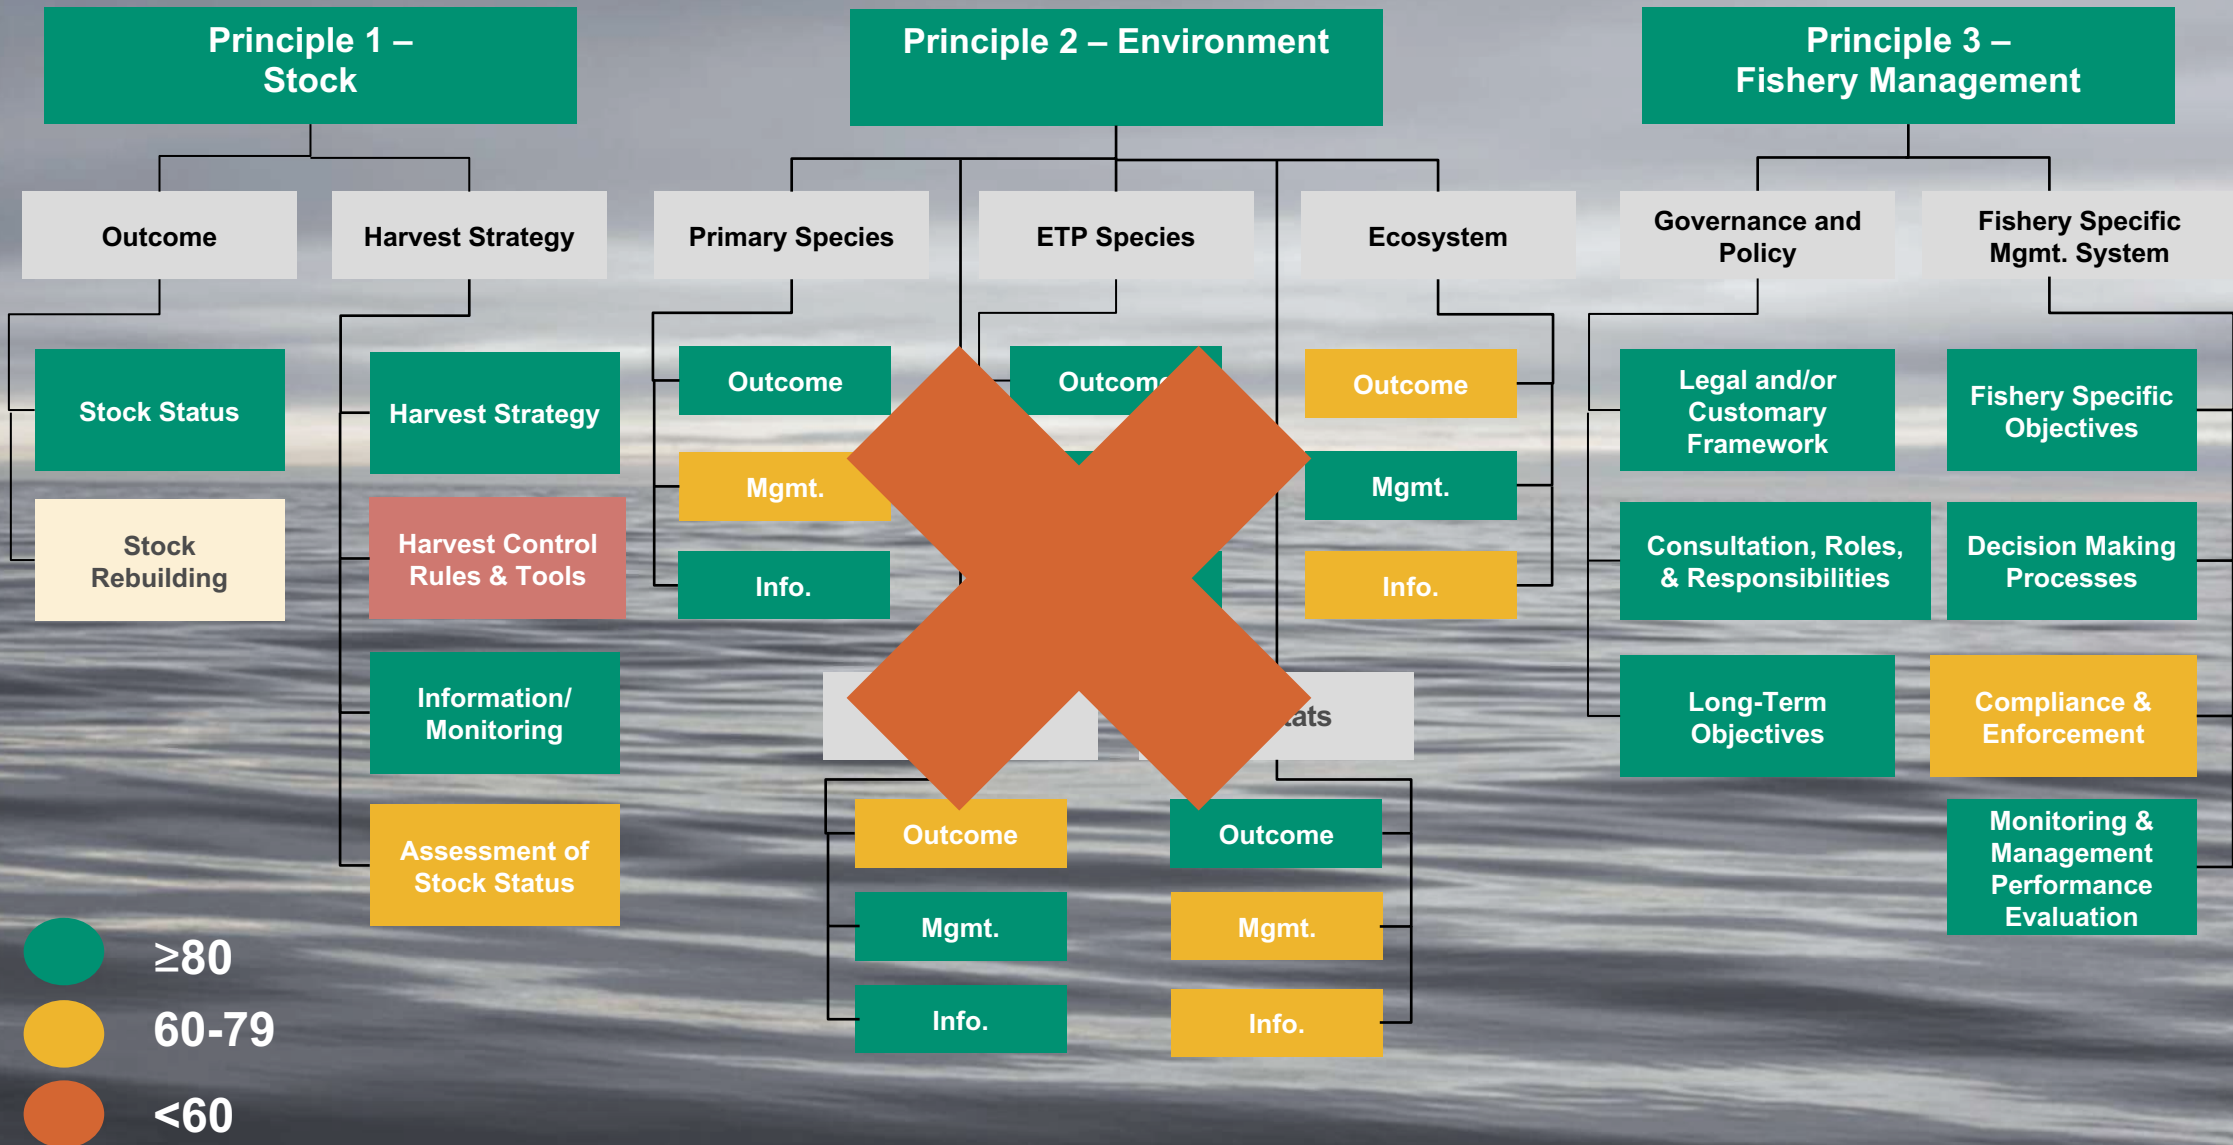 Principle 1 –
Stock
Principle 2 – Environment
Principle 3 –
Fishery Management
Outcome
Harvest Strategy
Primary Species
ETP Species
Ecosystem
Governance and
Policy
Fishery Specific
Mgmt. System
Stock Status
Stock
Rebuilding
Harvest Strategy
Harvest Control
Rules & Tools
Information/
Monitoring
Assessment of
Stock Status
Outcome
Mgmt.
Info.
Outcome
Outcome
Mgmt.
Info.
Outcome
Mgmt.
Info.
Outcome
Mgmt.
Info.
Legal and/or
Customary
Framework
Consultation, Roles,
& Responsibilities
Long-Term
Objectives
Fishery Specific
Objectives
Decision Making
Processes
Compliance &
Enforcement
Monitoring &
Management
Performance
Evaluation
≥80
60-79
<60